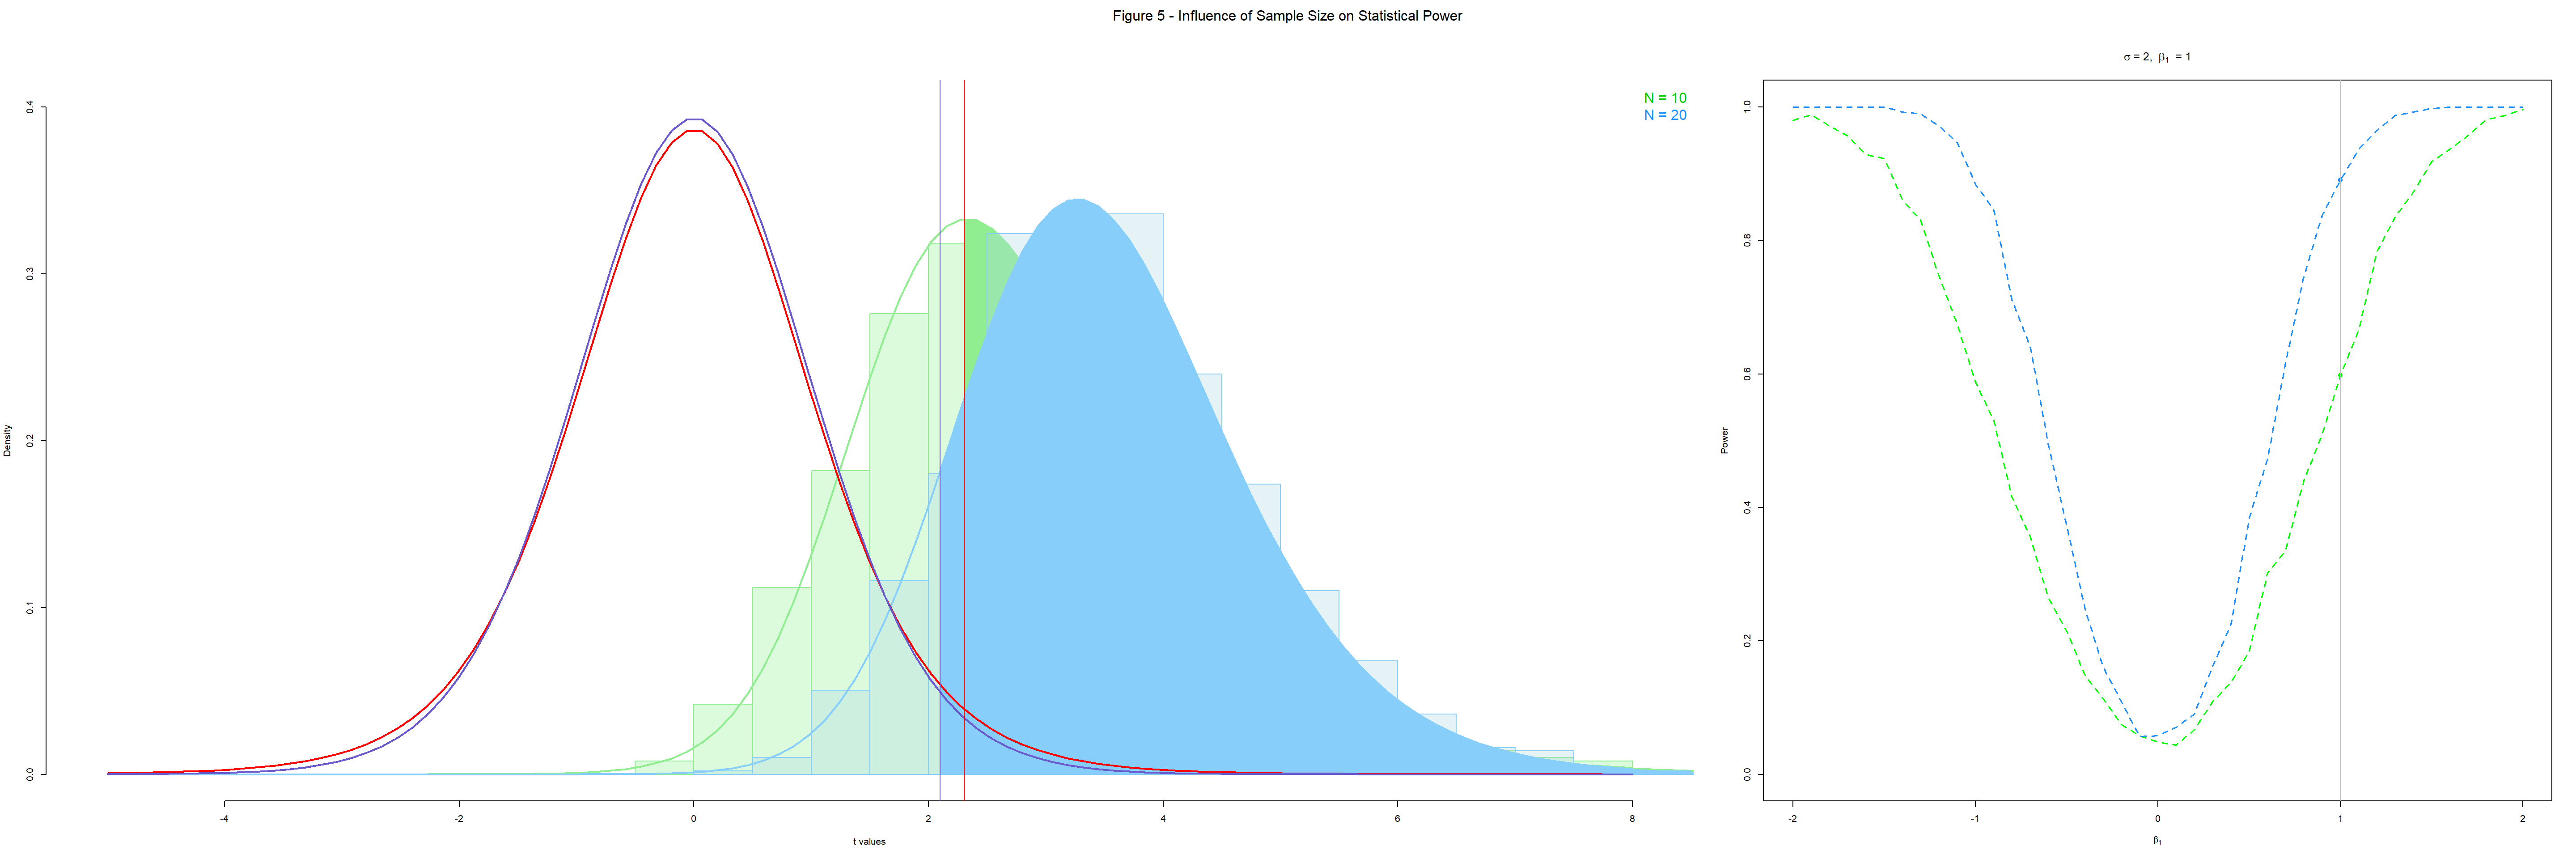 Figure 5 - Influence of Sample Size on Statistical Power
N = 10
N = 20
Density
0.0
0.1
0.2
0.3
0.4
-4 -2 0 2 4 6 8
t values
σ = 2, β₁ = 1
Power
0.0
0.2
0.4
0.6
0.8
1.0
-2 -1 0 1 2
β₁